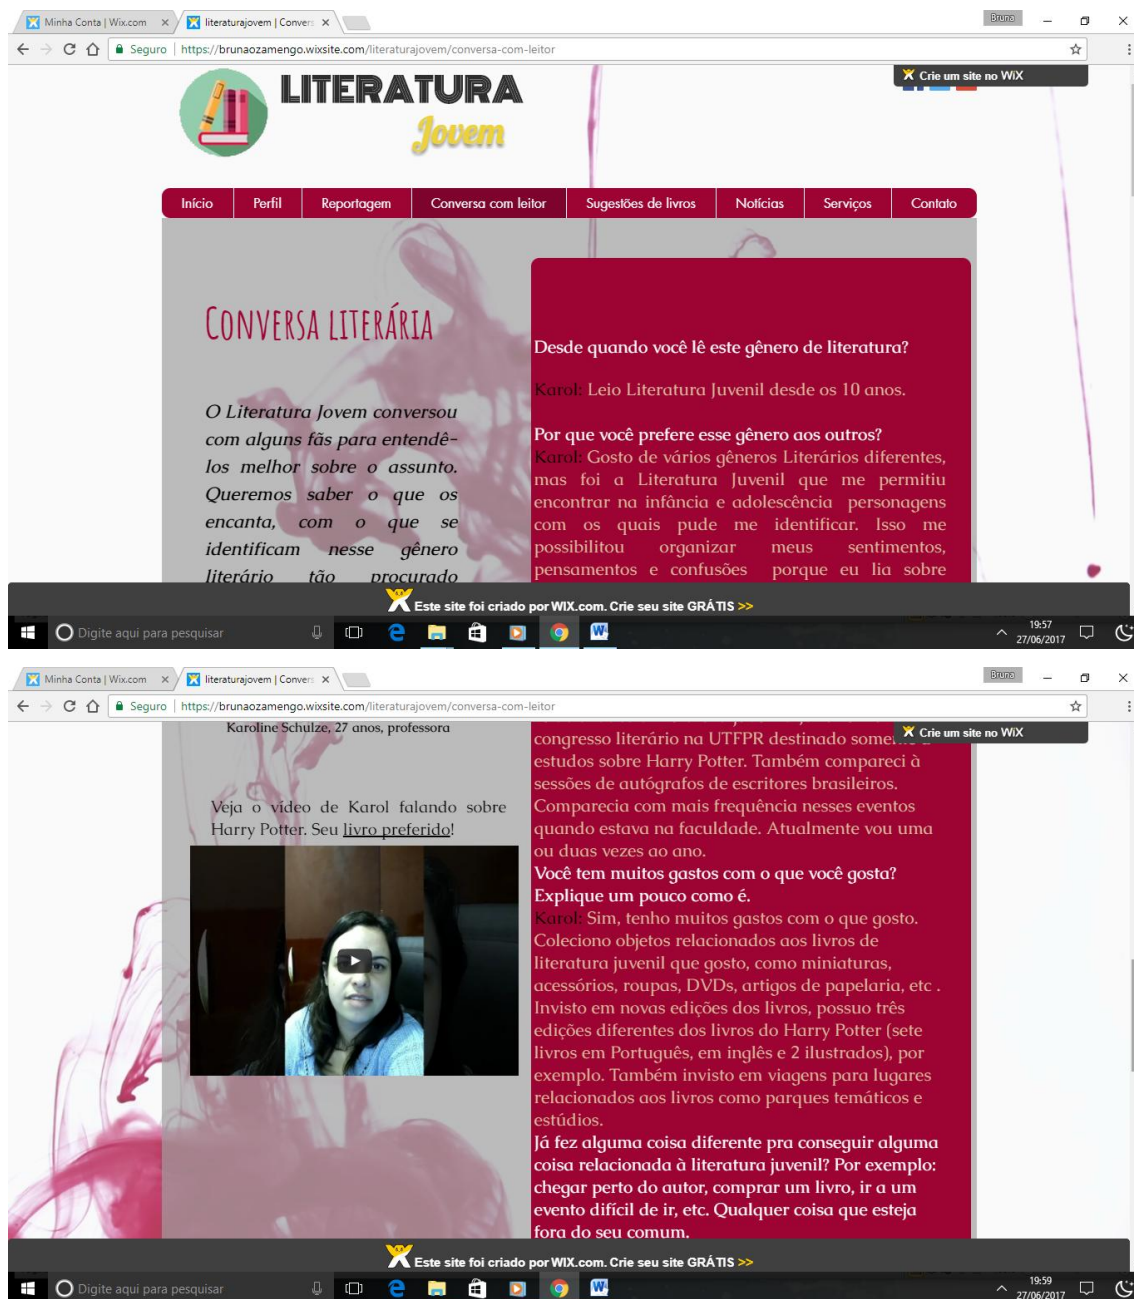 Minha Conta | Wix.com
literaturajovem | Convers
Bruna
Seguro
https://brunaozamengo.wixsite.com/literaturajovem/conversa-com-leitor
Crie um site no WiX
LITERATURA
Jovem
Início Perfil Reportagem Conversa com leitor Sugestões de livros Notícias Serviços Contato
Conversa literária
O Literatura Jovem conversou
com alguns fãs para entendê-
los melhor sobre o assunto.
Queremos saber o que os
encanta, com o que se
identificam nesse gênero
literário tão procurado
Desde quando você lê este gênero de literatura?
Karol: Leio Literatura Juvenil desde os 10 anos.
Por que você prefere esse gênero aos outros?
Karol: Gosto de vários gêneros Literários diferentes,
mas foi a Literatura Juvenil que me permitiu
encontrar na infância e adolescência personagens
com os quais pude me identificar. Isso me
possibilitou organizar meus sentimentos,
pensamentos e confusões porque eu lia sobre
Este site foi criado por WIX.com. Crie seu site GRÁTIS >>
Digite aqui para pesquisar
19:57
27/06/2017
Minha Conta | Wix.com
literaturajovem | Convers
Bruna
Seguro
https://brunaozamengo.wixsite.com/literaturajovem/conversa-com-leitor
Crie um site no WiX
Karoline Schulze, 27 anos, professora
Veja o vídeo de Karol falando sobre
Harry Potter. Seu livro preferido!
congresso literário na UTFPR destinado
estudos sobre Harry Potter. Também compareci à
sessões de autógrafos de escritores brasileiros.
Comparecia com mais frequência nesses eventos
quando estava na faculdade. Atualmente vou uma
ou duas vezes ao ano.
Você tem muitos gastos com o que você gosta?
Explique um pouco como é.
Karol: Sim, tenho muitos gastos com o que gosto.
Coleciono objetos relacionados aos livros de
literatura juvenil que gosto, como miniaturas,
acessórios, roupas, DVDs, artigos de papelaria, etc .
Invisto em novas edições dos livros, possuo três
edições diferentes dos livros do Harry Potter (sete
livros em Português, em inglês e 2 ilustrados), por
exemplo. Também invisto em viagens para lugares
relacionados aos livros como parques temáticos e
estúdios.
Já fez alguma coisa diferente pra conseguir alguma
coisa relacionada à literatura juvenil? Por exemplo:
chegar perto do autor, comprar um livro, ir a um
evento difícil de ir, etc. Qualquer coisa que esteja
fora do seu comum.
Este site foi criado por WIX.com. Crie seu site GRÁTIS >>
Digite aqui para pesquisar
19:59
27/06/2017